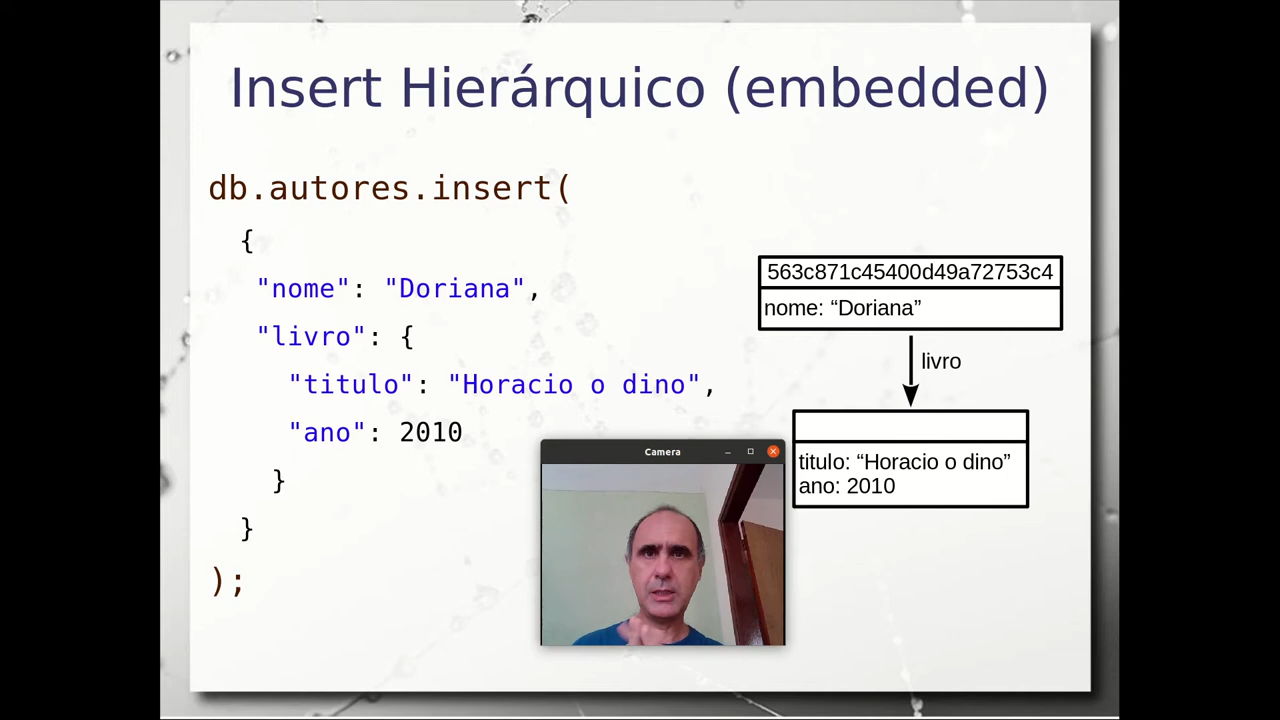 Insert Hierárquico (embedded)
db.autores.insert(
{
"nome": "Doriana",
"livro": {
"titulo": "Horacio o dino",
"ano": 2010
}
}
);
563c871c45400d49a72753c4
nome: “Doriana”
livro
titulo: “Horacio o dino”
ano: 2010
Camera